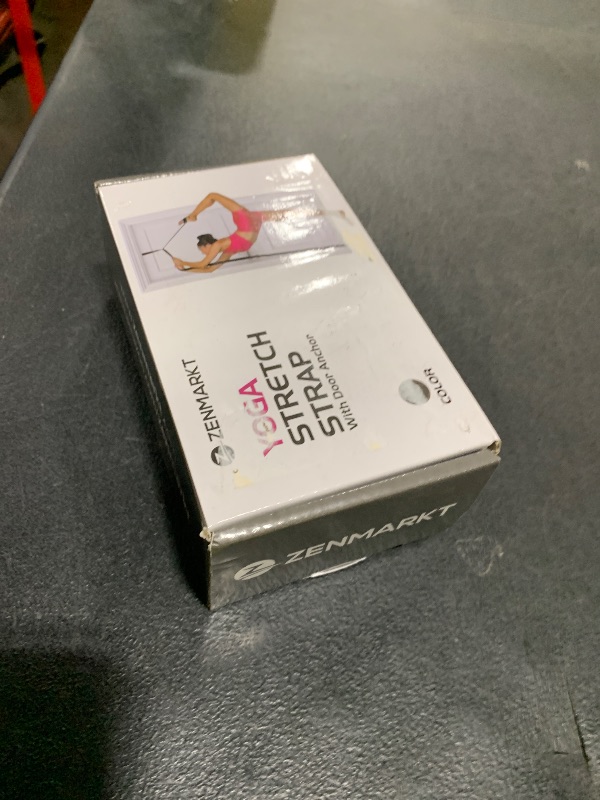 ZENMARKT
YOGA
STRETCH
STRAP
With Door Anchor
COLOR
ZENMARKT